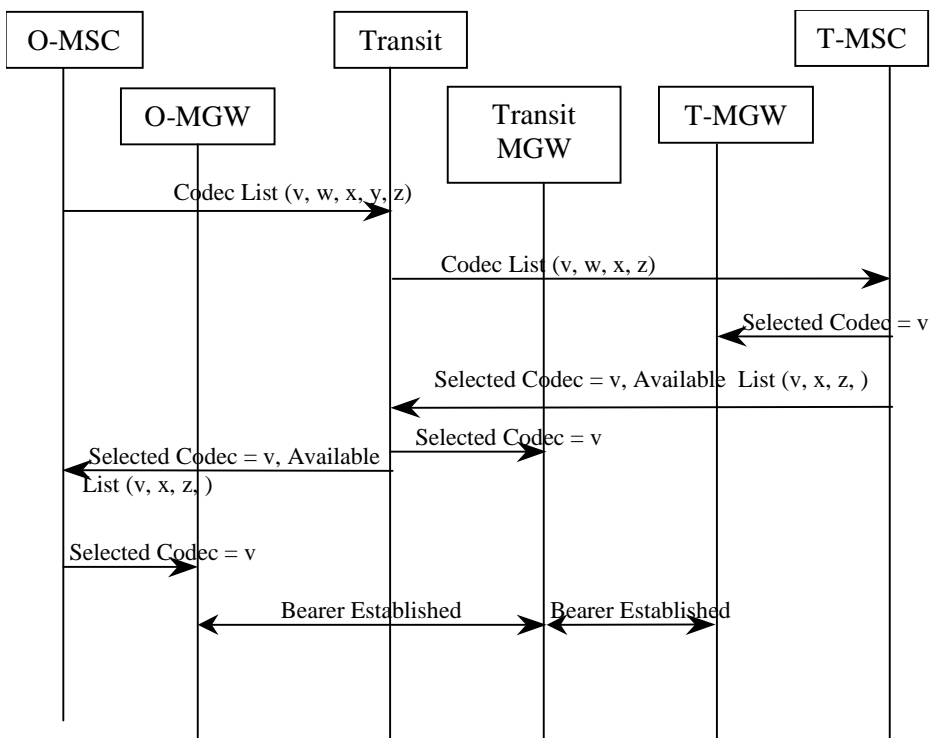 O-MSC
Transit
T-MSC
O-MGW
Transit
MGW
T-MGW
Codec List (v, w, x, y, z)
Codec List (v, w, x, z)
Selected Codec = v
Selected Codec = v, Available List (v, x, z, )
Selected Codec = v
Selected Codec = v, Available
List (v, x, z, )
Selected Codec = v
Bearer Established
Bearer Established